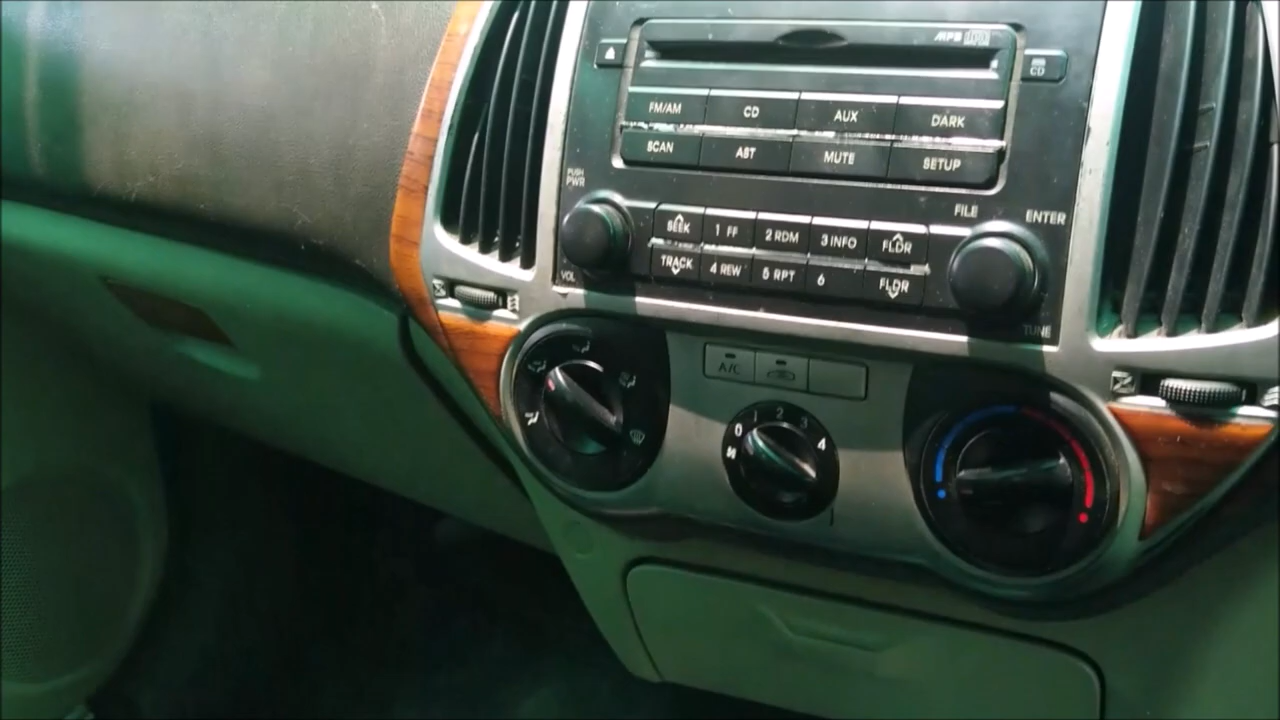 MP3
CD
FM/AM CD AUX DARK
SCAN AST MUTE SETUP
PUSH
PWR
FILE ENTER
SEEK 1 FF 2 RDM 3 INFO FLDR
TRACK 4 REW 5 RPT 6 FLDR
VOL
TUNE
A/C
0 1 2 3 4